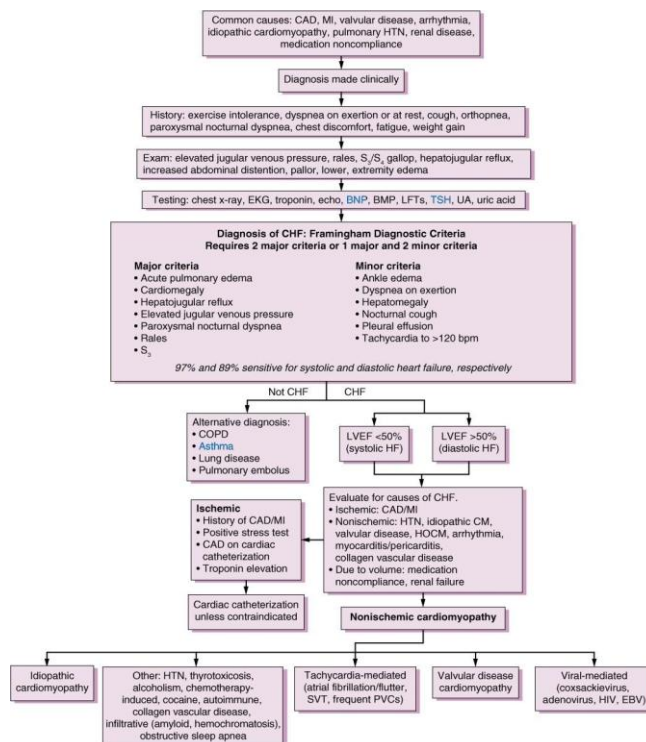 Common causes: CAD, MI, valvular disease, arrhythmia,
idiopathic cardiomyopathy, pulmonary HTN, renal disease,
medication noncompliance
Diagnosis made clinically
History: exercise intolerance, dyspnea on exertion or at rest, cough, orthopnea,
paroxysmal nocturnal dyspnea, chest discomfort, fatigue, weight gain
Exam: elevated jugular venous pressure, rales, S3/S4 gallop, hepatojugular reflux,
increased abdominal distention, pallor, lower, extremity edema
Testing: chest x-ray, EKG, troponin, echo, BNP, BMP, LFTs, TSH, UA, uric acid
Diagnosis of CHF: Framingham Diagnostic Criteria
Requires 2 major criteria or 1 major and 2 minor criteria
Major criteria
• Acute pulmonary edema
• Cardiomegaly
• Hepatojugular reflux
• Elevated jugular venous pressure
• Paroxysmal nocturnal dyspnea
• Rales
• S3
Minor criteria
• Ankle edema
• Dyspnea on exertion
• Hepatomegaly
• Nocturnal cough
• Pleural effusion
• Tachycardia to >120 bpm
97% and 89% sensitive for systolic and diastolic heart failure, respectively
Not CHF
CHF
Alternative diagnosis:
• COPD
• Asthma
• Lung disease
• Pulmonary embolus
LVEF <50%
(systolic HF)
LVEF >50%
(diastolic HF)
Evaluate for causes of CHF.
• Ischemic: CAD/MI
• Nonischemic: HTN, idiopathic CM,
valvular disease, HOCM, arrhythmia,
myocarditis/pericarditis,
collagen vascular disease
• Due to volume: medication
noncompliance, renal failure
Ischemic
• History of CAD/MI
• Positive stress test
• CAD on cardiac
catheterization
• Troponin elevation
Cardiac catheterization
unless contraindicated
Nonischemic cardiomyopathy
Idiopathic
cardiomyopathy
Other: HTN, thyrotoxicosis,
alcoholism, chemotherapy-
induced, cocaine, autoimmune,
collagen vascular disease,
infiltrative (amyloid, hemochromatosis),
obstructive sleep apnea
Tachycardia-mediated
(atrial fibrillation/flutter,
SVT, frequent PVCs)
Valvular disease
cardiomyopathy
Viral-mediated
(coxsackievirus,
adenovirus, HIV, EBV)